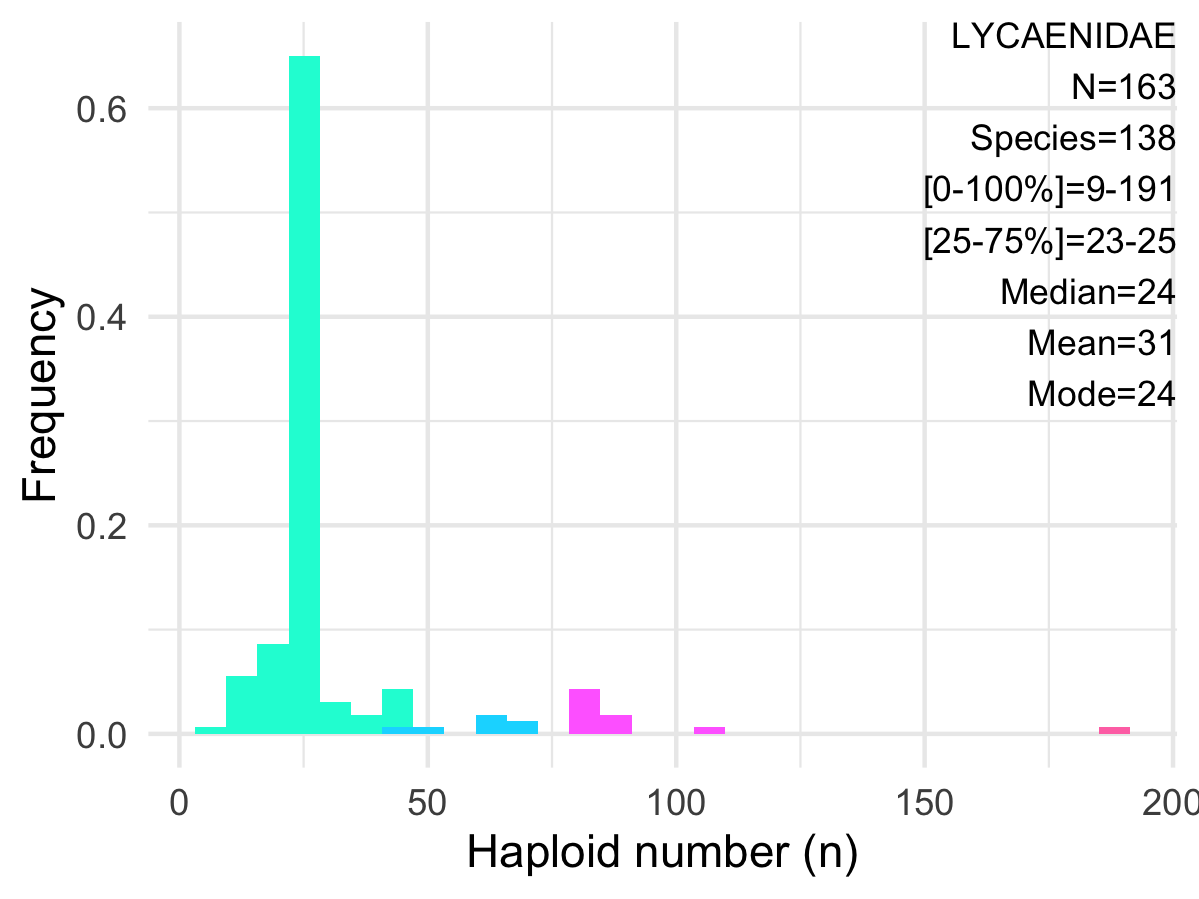 LYCAENIDAE
N=163
Species=138
[0-100%]=9-191
[25-75%]=23-25
Median=24
Mean=31
Mode=24
Frequency
0.6
0.4
0.2
0.0
0 50 100 150 200
Haploid number (n)